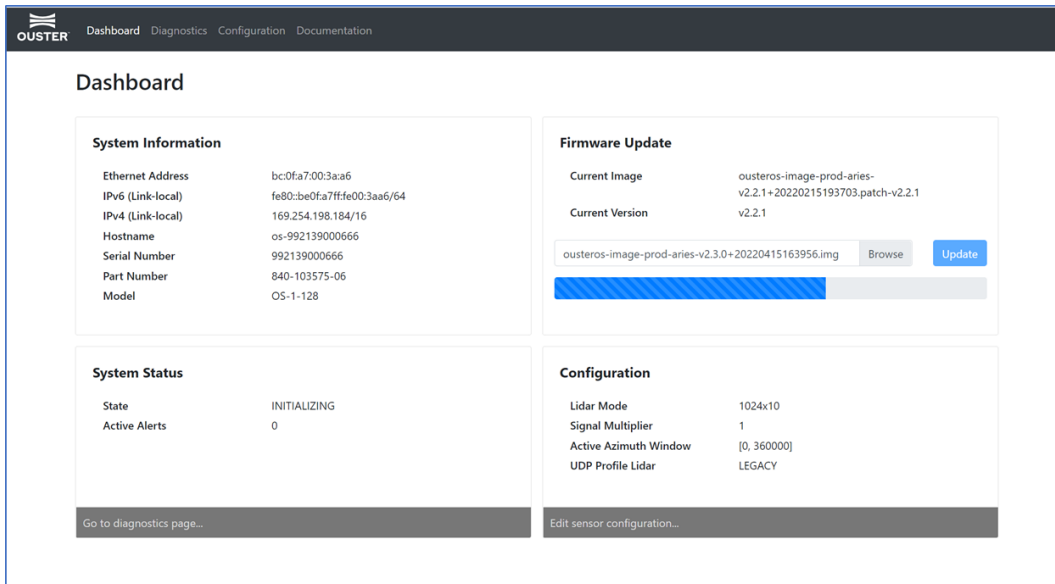 OUSTER
Dashboard Diagnostics Configuration Documentation
Dashboard
System Information
Ethernet Address bc:0f:a7:00:3a:a6
IPv6 (Link-local) fe80::be0f:a7ff:fe00:3aa6/64
IPv4 (Link-local) 169.254.198.184/16
Hostname os-992139000666
Serial Number 992139000666
Part Number 840-103575-06
Model OS-1-128
Firmware Update
Current Image ousteros-image-prod-aries-
v2.2.1+20220215193703.patch-v2.2.1
Current Version v2.2.1
ousteros-image-prod-aries-v2.3.0+20220415163956.img Browse Update
System Status
State INITIALIZING
Active Alerts 0
Go to diagnostics page...
Configuration
Lidar Mode 1024x10
Signal Multiplier 1
Active Azimuth Window [0, 360000]
UDP Profile Lidar LEGACY
Edit sensor configuration...